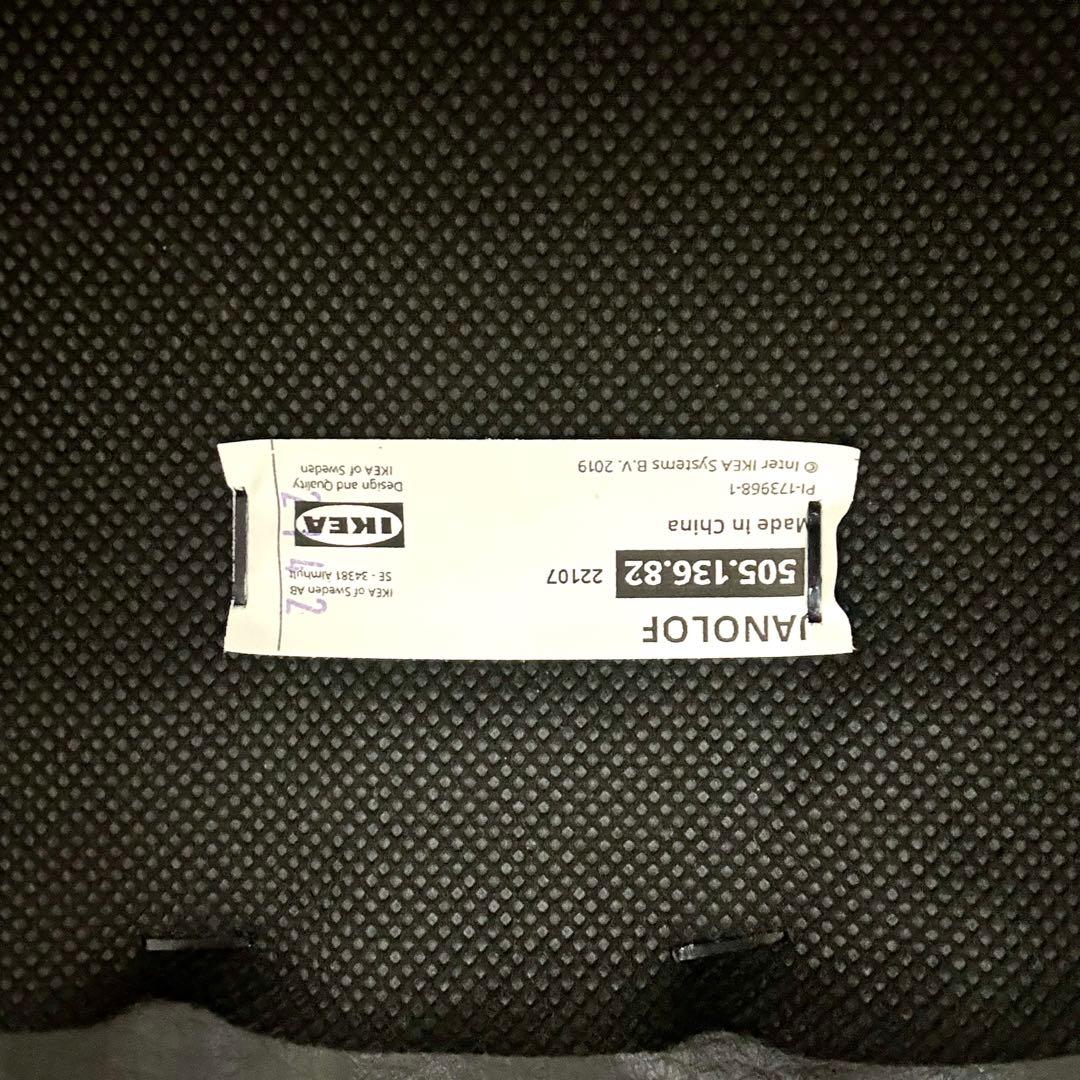 JANOLOF
505.136.82 22107
Made in China
PI-173968-1
© Inter IKEA Systems B.V. 2019
IKEA of Sweden AB
SE - 34381 Älmhult
IKEA
Design and Quality
IKEA of Sweden